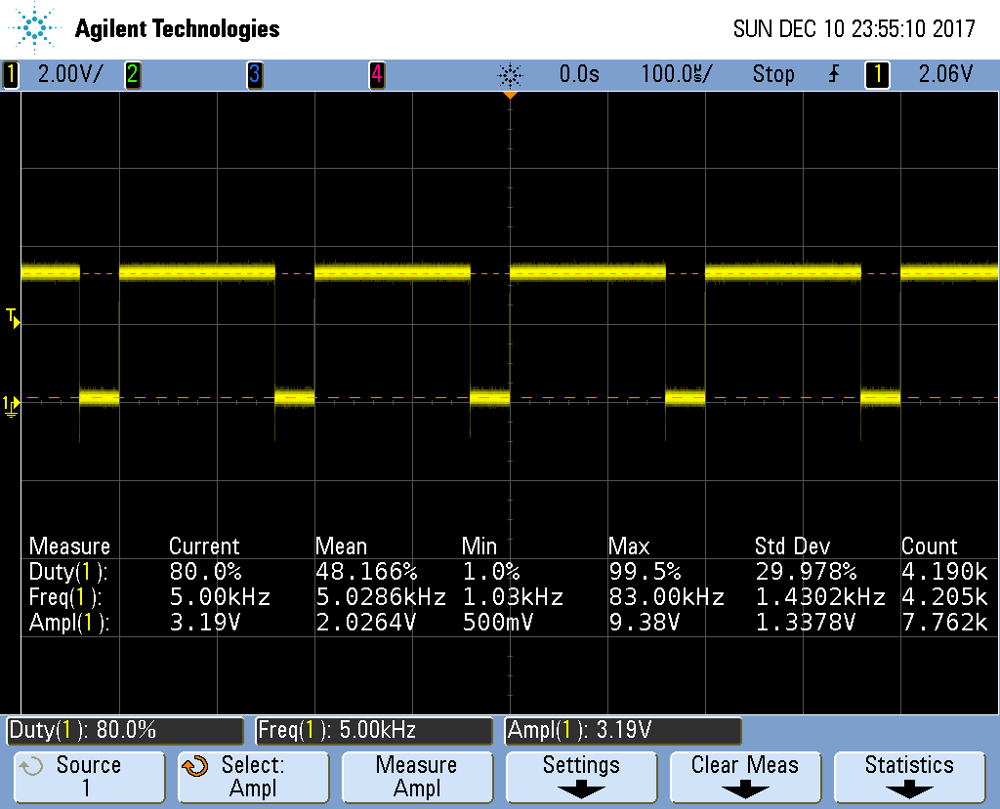 Agilent Technologies SUN DEC 10 23:55:10 2017
1 2.00V/ 2 3 4 0.0s 100.0㎲/ Stop 1 2.06V
T
1
Measure Current Mean Min Max Std Dev Count
Duty(1): 80.0% 48.166% 1.0% 99.5% 29.978% 4.190k
Freq(1): 5.00kHz 5.0286kHz 1.03kHz 83.00kHz 1.4302kHz 4.205k
Ampl(1): 3.19V 2.0264V 500mV 9.38V 1.3378V 7.762k
Duty(1): 80.0% Freq(1): 5.00kHz Ampl(1): 3.19V
Source Select: Measure Settings Clear Meas Statistics
1 Ampl Ampl